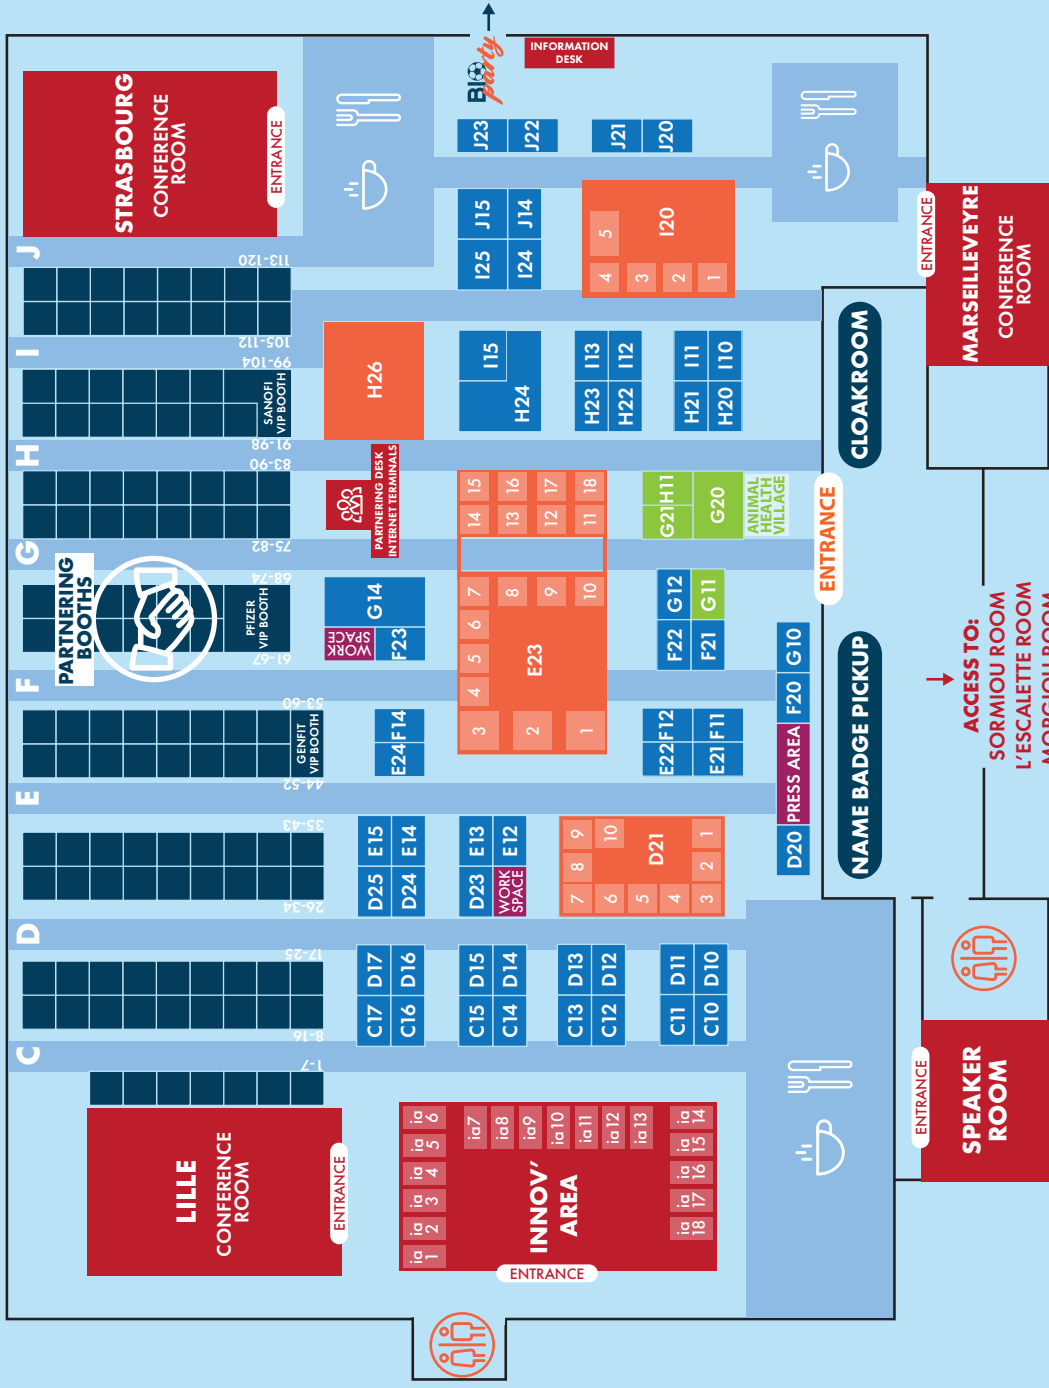 BIO
party
INFORMATION
DESK
STRASBOURG
CONFERENCE
ROOM
ENTRANCE
J23
J22
J21
J20
J
113-120
I25
J15
I24
J14
I20
5
4
3
2
1
ENTRANCE
MARSEILLEVEYRE
CONFERENCE
ROOM
105-112
I
99-104
SANOFI
VIP BOOTH
H26
I15
H24
H23
I13
H22
I12
H21
I11
H20
I10
CLOAKROOM
91-98
H
83-90
PARTNERING DESK
INTERNET TERMINALS
14
15
13
16
12
17
11
18
G21
H11
G20
ANIMAL
HEALTH
VILLAGE
ENTRANCE
75-82
G
68-74
PARTNERING
BOOTHS
PFIZER
VIP BOOTH
WORK
SPACE
G14
F23
E23
1
2
3
4
5
6
7
8
9
10
F22
G12
F21
G11
G10
61-67
F
53-60
GENFIT
VIP BOOTH
E24
F14
E22
F12
E21
F11
F20
PRESS AREA
D20
NAME BADGE PICKUP
ACCESS TO:
SORMIOU ROOM
L'ESCALETTE ROOM
MORGIOU ROOM
44-52
E
35-43
D25
E15
D24
E14
D23
E13
WORK
SPACE
E12
D21
7
8
9
10
6
5
4
3
2
1
26-34
D
17-25
C17
D17
C16
D16
C15
D15
C14
D14
C13
D13
C12
D12
C11
D11
C10
D10
8-16
C
1-7
LILLE
CONFERENCE
ROOM
ENTRANCE
INNOV'
AREA
ENTRANCE
ia
1
ia
2
ia
3
ia
4
ia
5
ia
6
ia7
ia8
ia9
ia10
ia11
ia12
ia13
ia
14
ia
15
ia
16
ia
17
ia
18
ENTRANCE
SPEAKER
ROOM